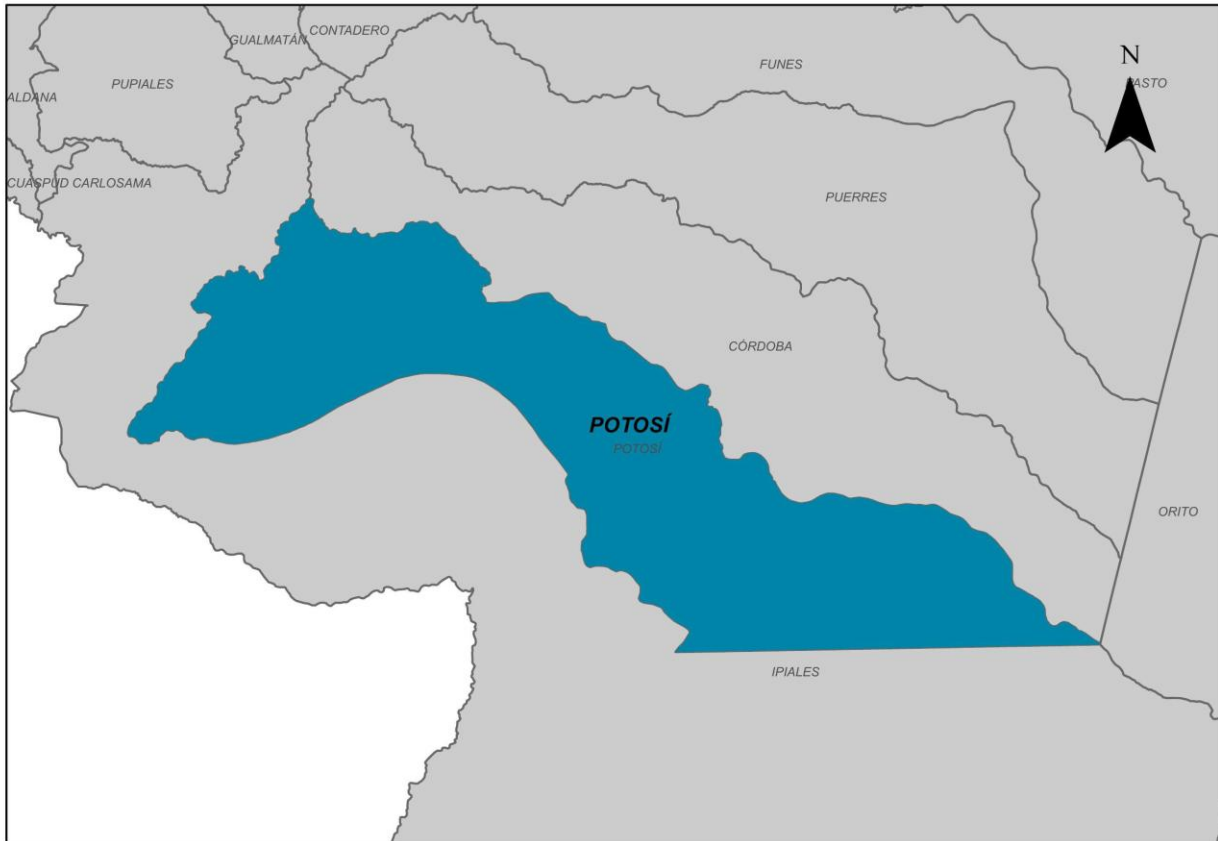 CONTADERO
GUALMATÁN
FUNES
N
PASTO
PUPIALES
ALDANA
CUASPUD CARLOSAMA
PUERRES
CÓRDOBA
POTOSÍ
POTOSÍ
ORITO
IPIALES